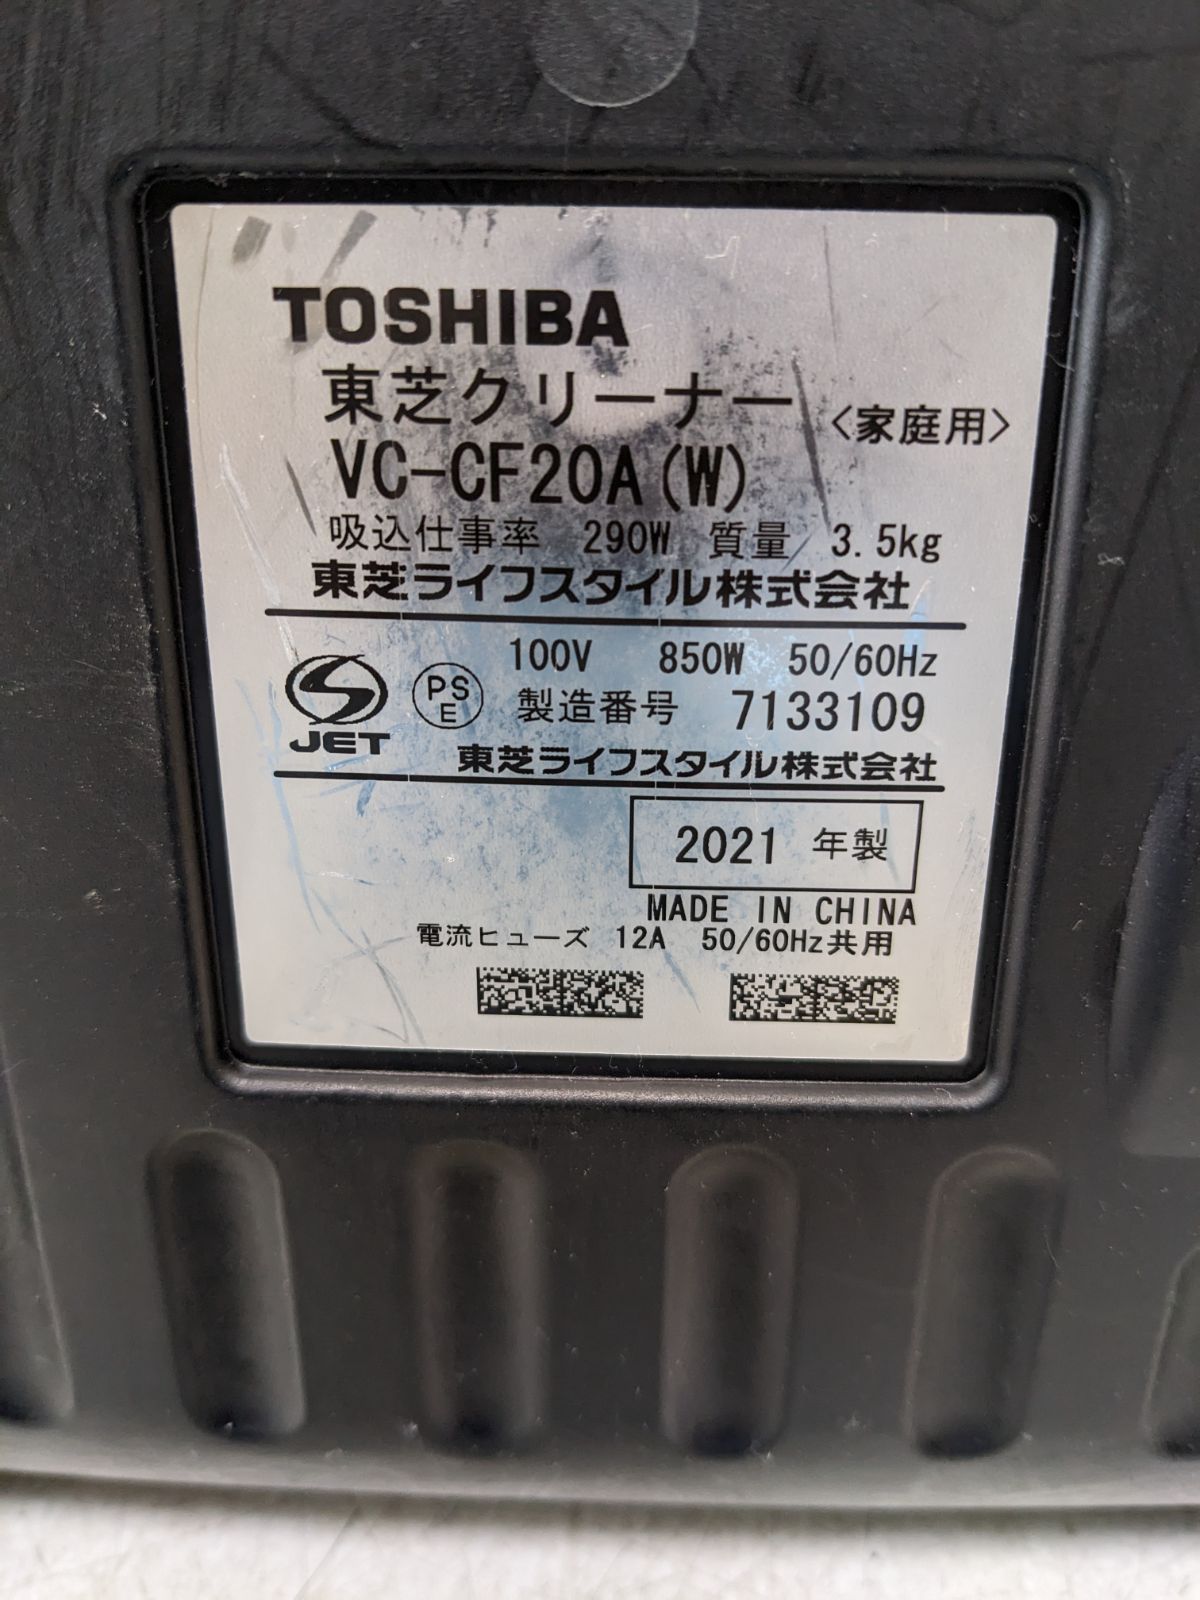 TOSHIBA
東芝クリーナー 〈家庭用〉
VC-CF20A(W)
吸込仕事率 290W 質量 3.5kg
東芝ライフスタイル株式会社
100V 850W 50/60Hz
JET
PS
E
製造番号 7133109
東芝ライフスタイル株式会社
2021 年製
MADE IN CHINA
電流ヒューズ 12A 50/60Hz共用